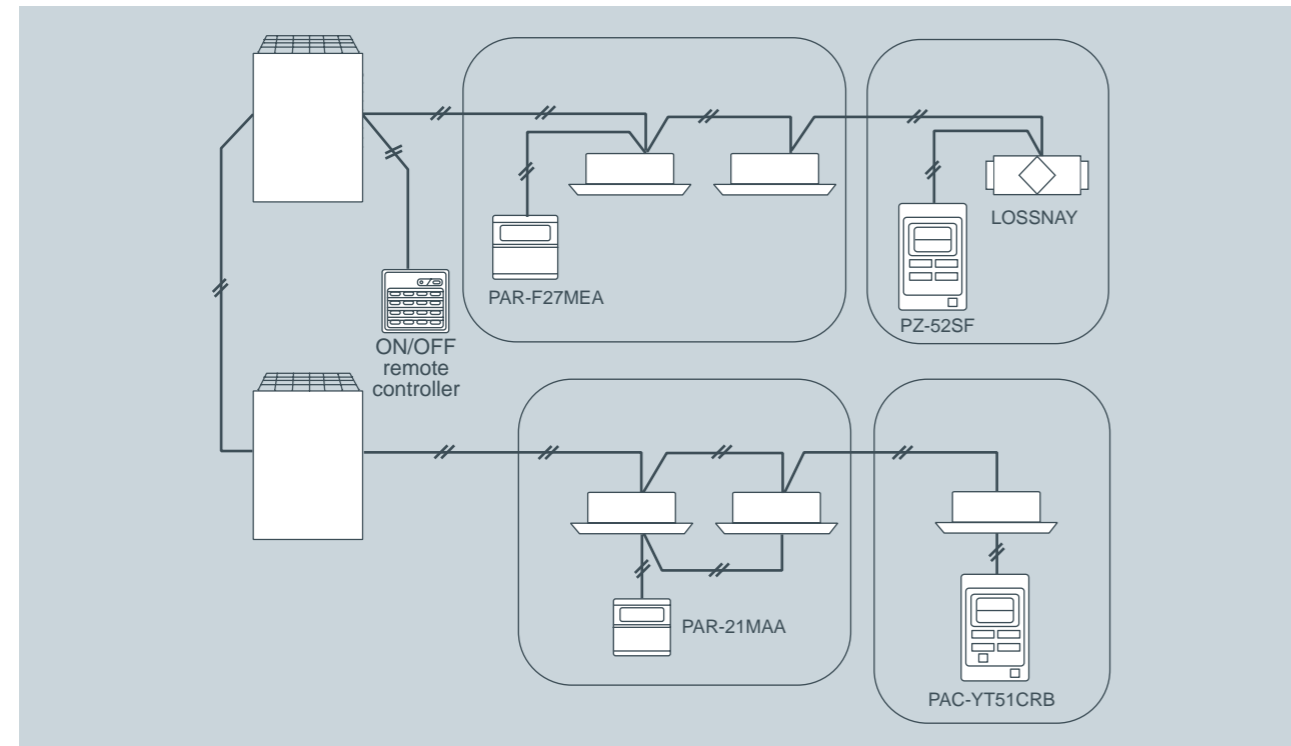 LOSSNAY
PAR-F27MEA
PZ-52SF
ON/OFF
remote
controller
PAR-21MAA
PAC-YT51CRB